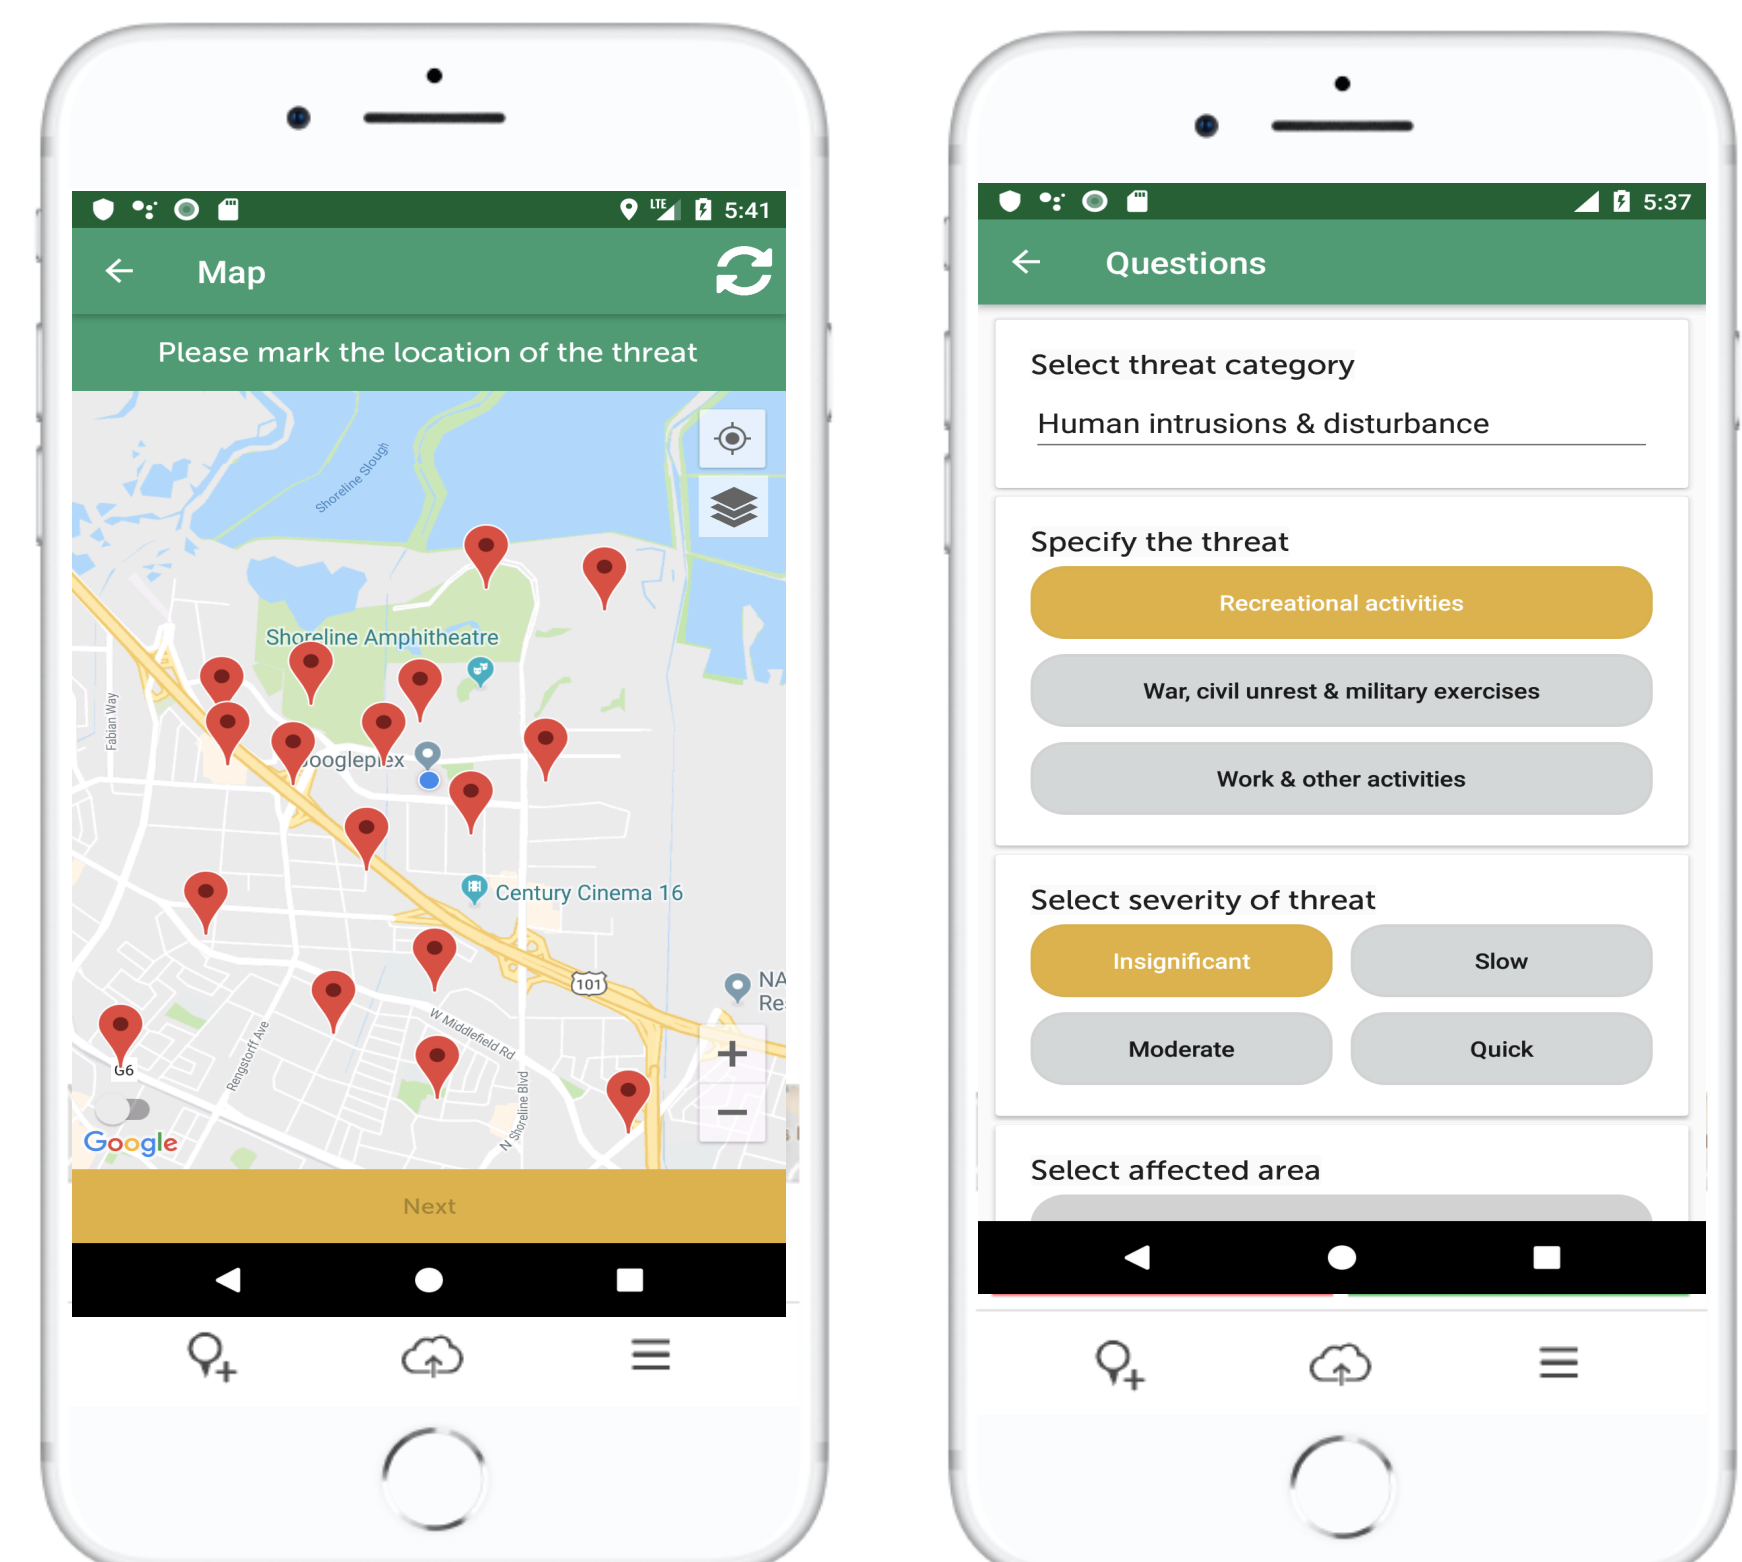 LTE
5:41
Map
Please mark the location of the threat
Shoreline Slough
Shoreline Amphitheatre
Fabian Way
Century Cinema 16
101
NA
W Middlefield Rd
Rengstorff Ave
G6
N Shoreline Blvd
Google
Next
5:37
Questions
Select threat category
Human intrusions & disturbance
Specify the threat
Recreational activities
War, civil unrest & military exercises
Work & other activities
Select severity of threat
Insignificant
Slow
Moderate
Quick
Select affected area